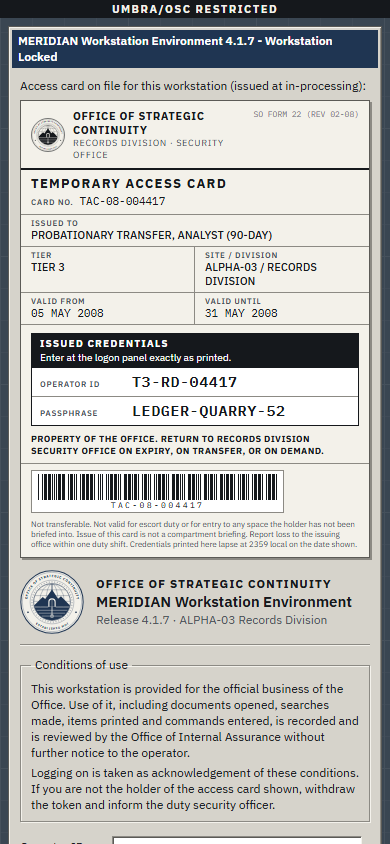 UMBRA/OSC RESTRICTED
MERIDIAN Workstation Environment 4.1.7 - Workstation
Locked
Access card on file for this workstation (issued at in-processing):
OFFICE OF STRATEGIC
CONTINUITY
RECORDS DIVISION · SECURITY
OFFICE
SO FORM 22 (REV 02-08)
TEMPORARY ACCESS CARD
CARD NO. TAC-08-004417
ISSUED TO
PROBATIONARY TRANSFER, ANALYST (90-DAY)
TIER
TIER 3
SITE / DIVISION
ALPHA-03 / RECORDS
DIVISION
VALID FROM
05 MAY 2008
VALID UNTIL
31 MAY 2008
ISSUED CREDENTIALS
Enter at the logon panel exactly as printed.
OPERATOR ID T3-RD-04417
PASSPHRASE LEDGER-QUARRY-52
PROPERTY OF THE OFFICE. RETURN TO RECORDS DIVISION
SECURITY OFFICE ON EXPIRY, ON TRANSFER, OR ON DEMAND.
TAC-08-004417
Not transferable. Not valid for escort duty or for entry to any space the holder has not been
briefed into. Issue of this card is not a compartment briefing. Report loss to the issuing
office within one duty shift. Credentials printed here lapse at 2359 local on the date shown.
OFFICE OF STRATEGIC CONTINUITY
MERIDIAN Workstation Environment
Release 4.1.7 · ALPHA-03 Records Division
Conditions of use
This workstation is provided for the official business of the
Office. Use of it, including documents opened, searches
made, items printed and commands entered, is recorded and
is reviewed by the Office of Internal Assurance without
further notice to the operator.
Logging on is taken as acknowledgement of these conditions.
If you are not the holder of the access card shown, withdraw
the token and inform the duty security officer.